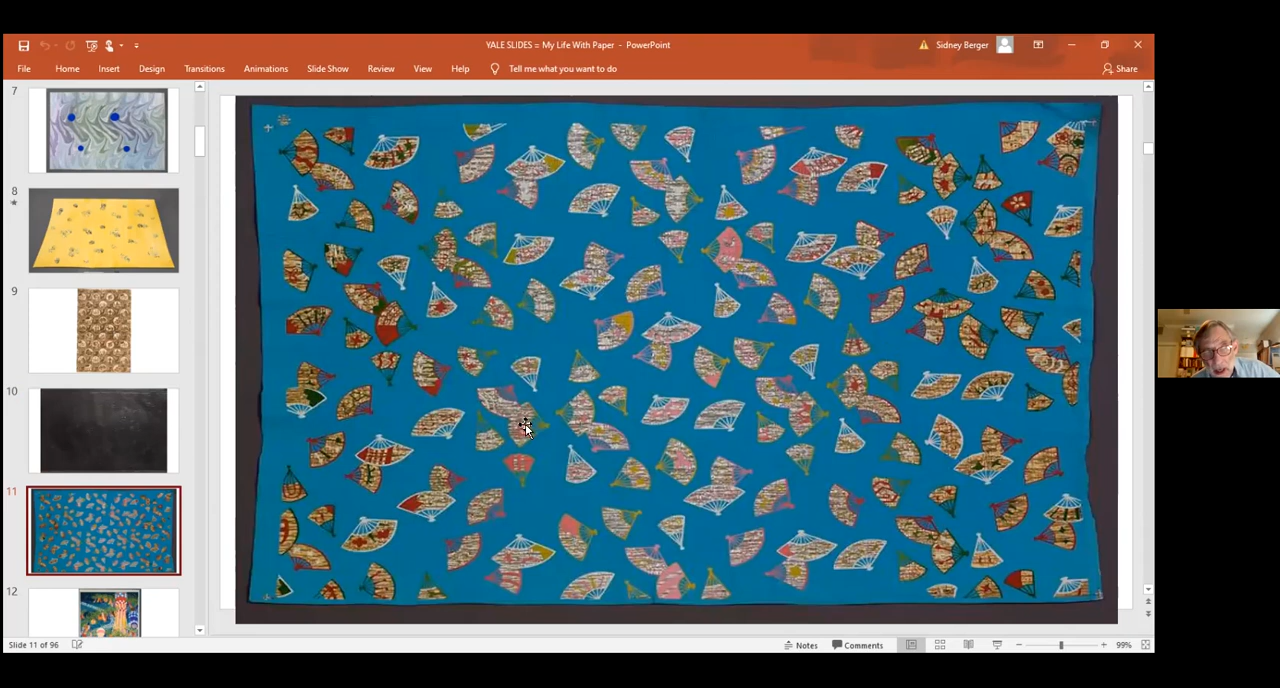 YALE SLIDES = My Life With Paper - PowerPoint
Sidney Berger
File Home Insert Design Transitions Animations Slide Show Review View Help Tell me what you want to do
Share
7
8
9
10
11
12
Slide 11 of 96
Notes
Comments
99%